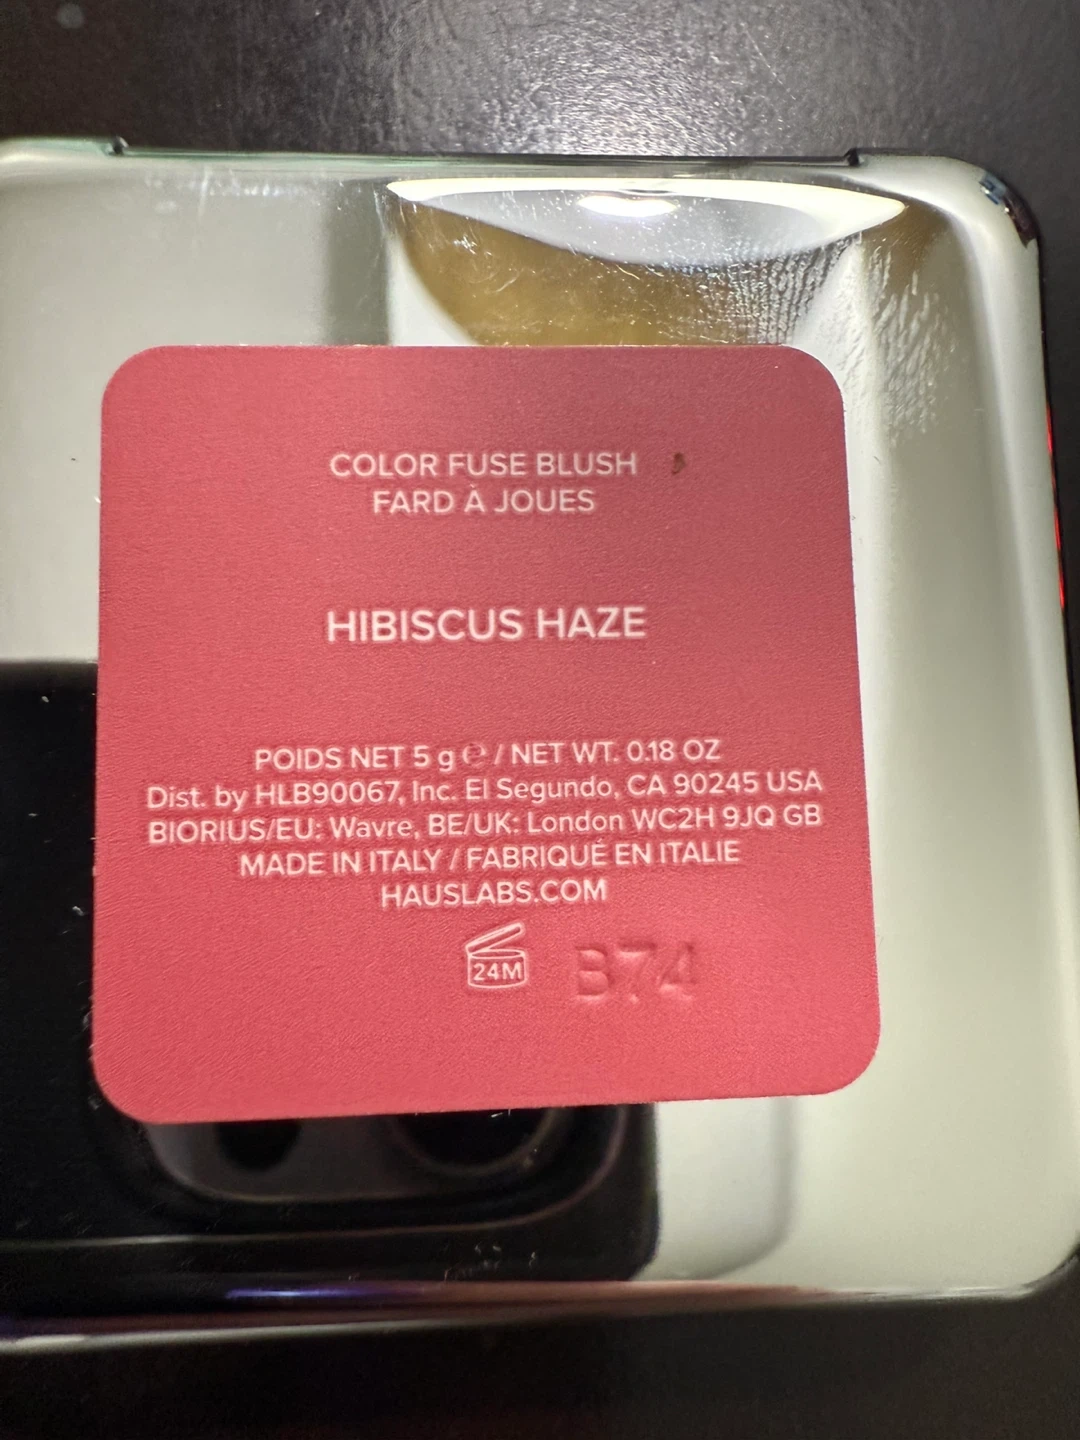 COLOR FUSE BLUSH
FARD À JOUES
HIBISCUS HAZE
POIDS NET 5 g ℮ / NET WT. 0.18 OZ
Dist. by HLB90067, Inc. El Segundo, CA 90245 USA
BIORIUS/EU: Wavre, BE/UK: London WC2H 9JQ GB
MADE IN ITALY / FABRIQUÉ EN ITALIE
HAUSLABS.COM
24M B74